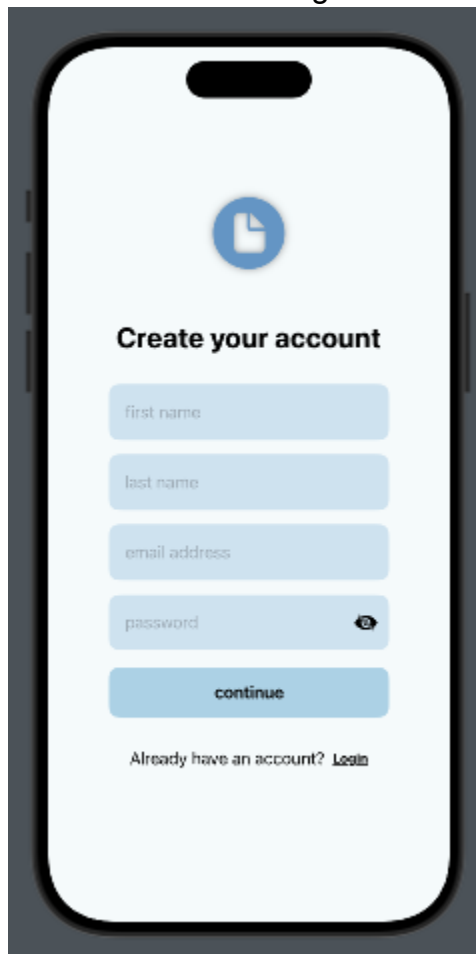 Create your account
first name
last name
email address
password
continue
Already have an account? Login